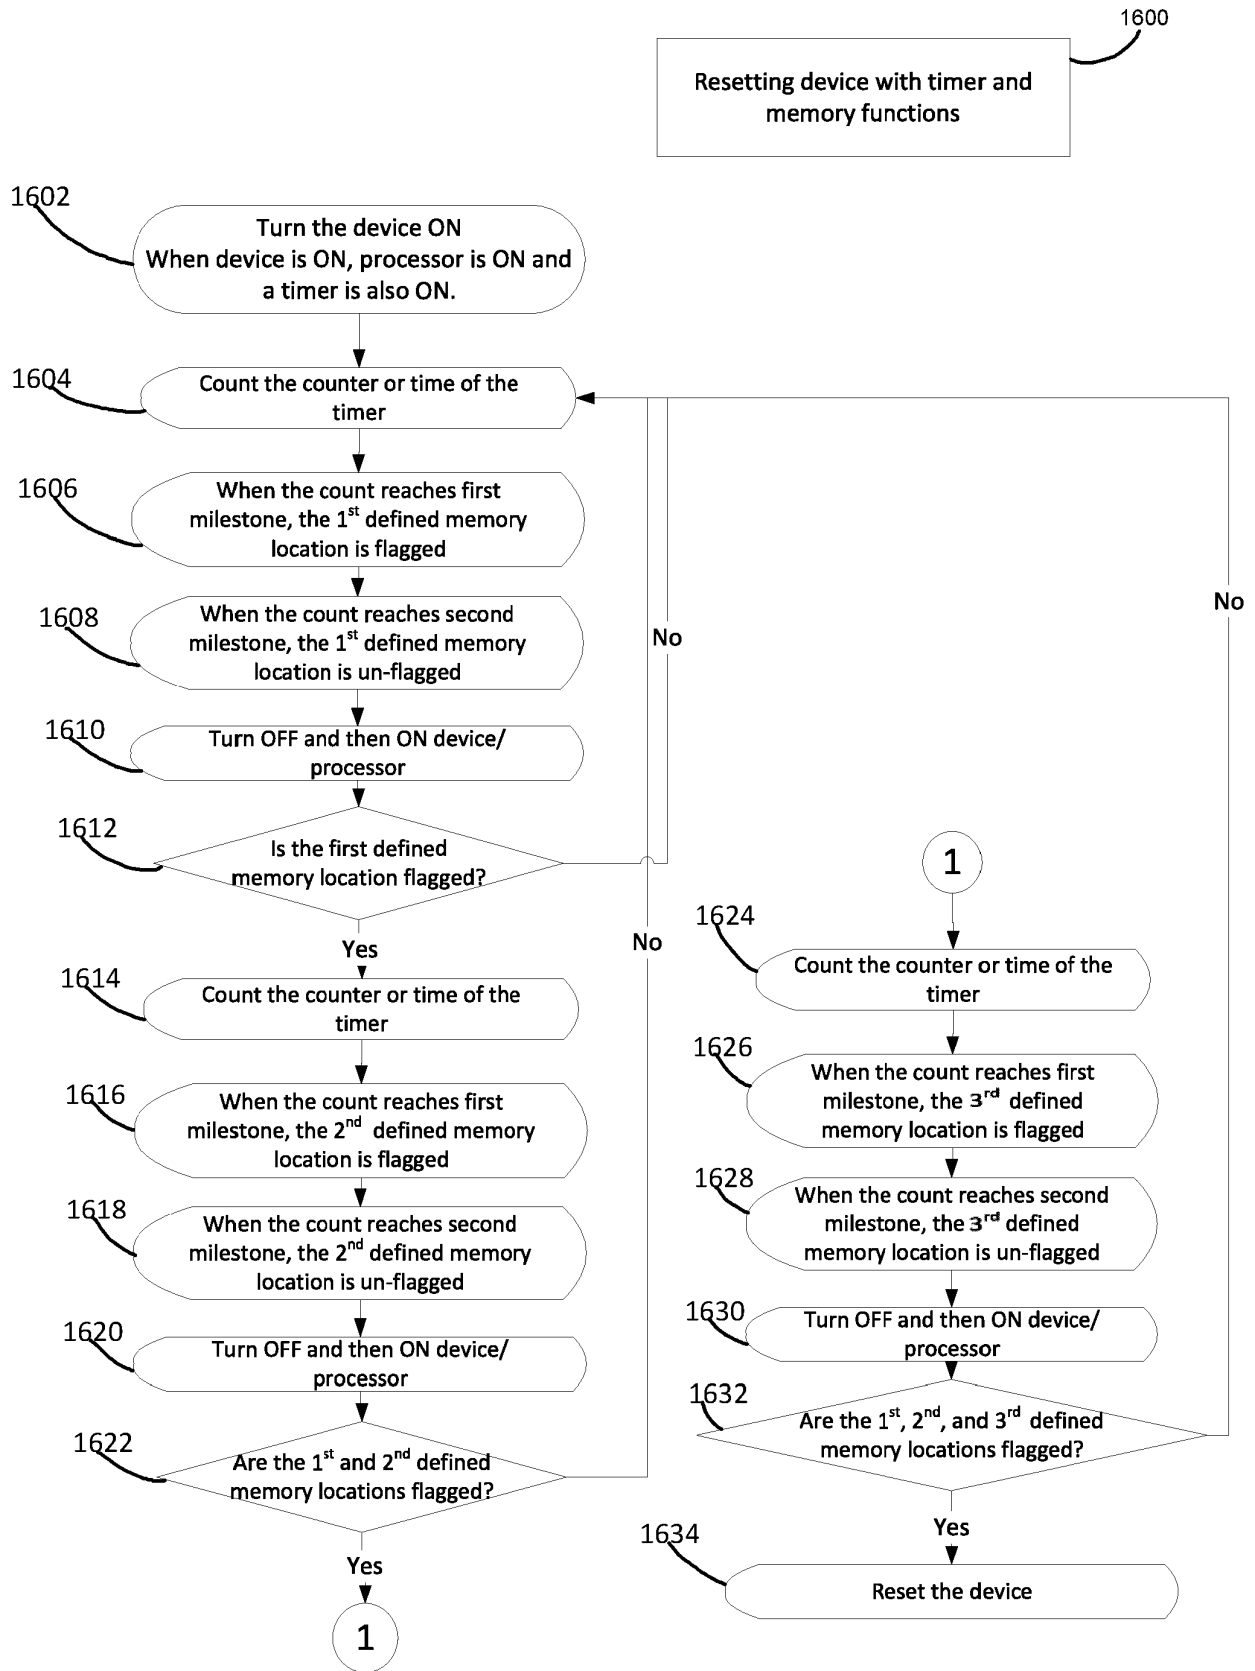 1600
Resetting device with timer and
memory functions
1602
Turn the device ON
When device is ON, processor is ON and
a timer is also ON.
1604
Count the counter or time of the
timer
1606
When the count reaches first
milestone, the 1st defined memory
location is flagged
1608
When the count reaches second
milestone, the 1st defined memory
location is un-flagged
No
No
1610
Turn OFF and then ON device/
processor
1612
Is the first defined
memory location flagged?
Yes
No
1614
Count the counter or time of the
timer
1616
When the count reaches first
milestone, the 2nd defined memory
location is flagged
1618
When the count reaches second
milestone, the 2nd defined memory
location is un-flagged
1620
Turn OFF and then ON device/
processor
1622
Are the 1st and 2nd defined
memory locations flagged?
Yes
1
1
1624
Count the counter or time of the
timer
1626
When the count reaches first
milestone, the 3rd defined
memory location is flagged
1628
When the count reaches second
milestone, the 3rd defined
memory location is un-flagged
1630
Turn OFF and then ON device/
processor
1632
Are the 1st, 2nd, and 3rd defined
memory locations flagged?
Yes
1634
Reset the device